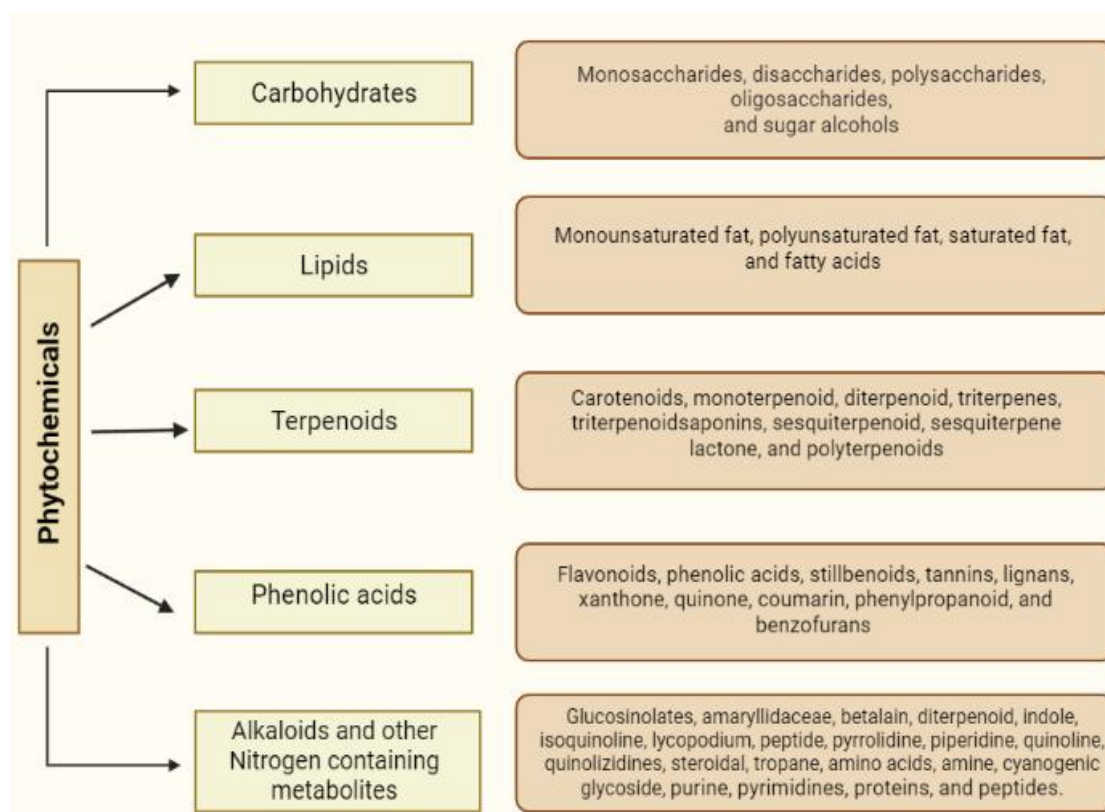 Phytochemicals
Carbohydrates
Monosaccharides, disaccharides, polysaccharides,
oligosaccharides,
and sugar alcohols
Lipids
Monounsaturated fat, polyunsaturated fat, saturated fat,
and fatty acids
Terpenoids
Carotenoids, monoterpenoid, diterpenoid, triterpenes,
triterpenoidsaponins, sesquiterpenoid, sesquiterpene
lactone, and polyterpenoids
Phenolic acids
Flavonoids, phenolic acids, stillbenoids, tannins, lignans,
xanthone, quinone, coumarin, phenylpropanoid, and
benzofurans
Alkaloids and other
Nitrogen containing
metabolites
Glucosinolates, amaryllidaceae, betalain, diterpenoid, indole,
isoquinoline, lycopodium, peptide, pyrrolidine, piperidine, quinoline,
quinolizidines, steroidal, tropane, amino acids, amine, cyanogenic
glycoside, purine, pyrimidines, proteins, and peptides.